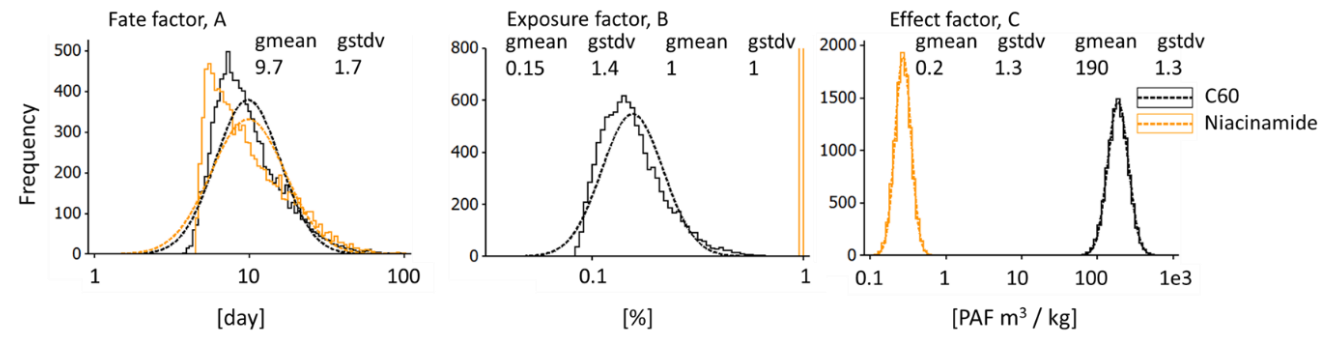 Fate factor, A
gmean gstdv
9.7 1.7
500
400
300
200
100
0
Frequency
1 10 100
[day]
Exposure factor, B
gmean gstdv gmean gstdv
0.15 1.4 1 1
800
600
400
200
0
0.1 1
[%]
Effect factor, C
gmean gstdv gmean gstdv
0.2 1.3 190 1.3
2000
1500
1000
500
0
0.1 1 10 100 1e3
[PAF m³ / kg]
C60
Niacinamide